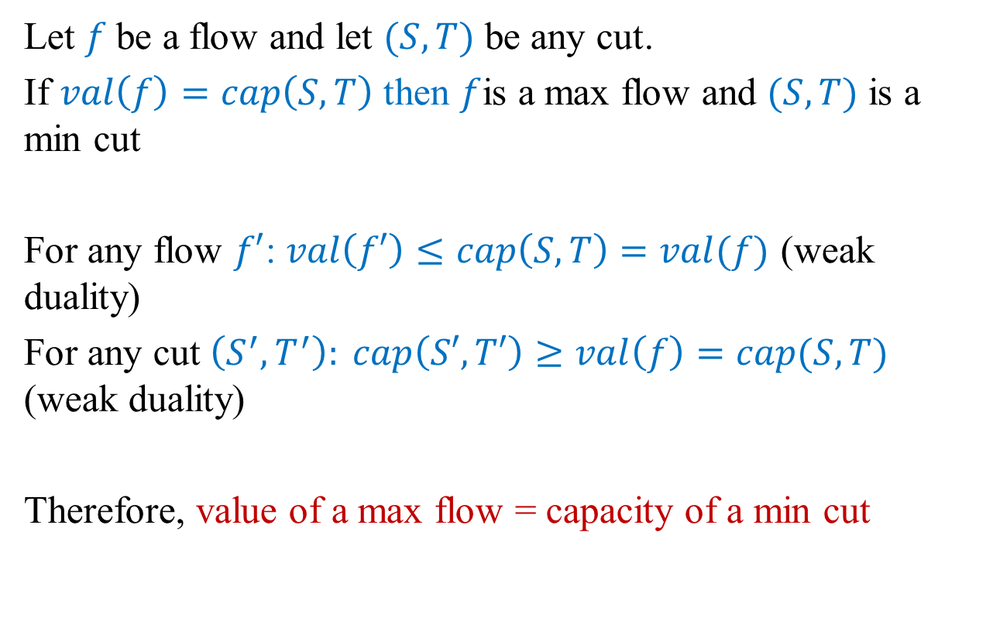 Let f be a flow and let (S, T) be any cut.
If val(f) = cap(S, T) then f is a max flow and (S, T) is a
min cut
For any flow f′: val(f′) ≤ cap(S, T) = val(f) (weak
duality)
For any cut (S′, T′): cap(S′, T′) ≥ val(f) = cap(S, T)
(weak duality)
Therefore, value of a max flow = capacity of a min cut